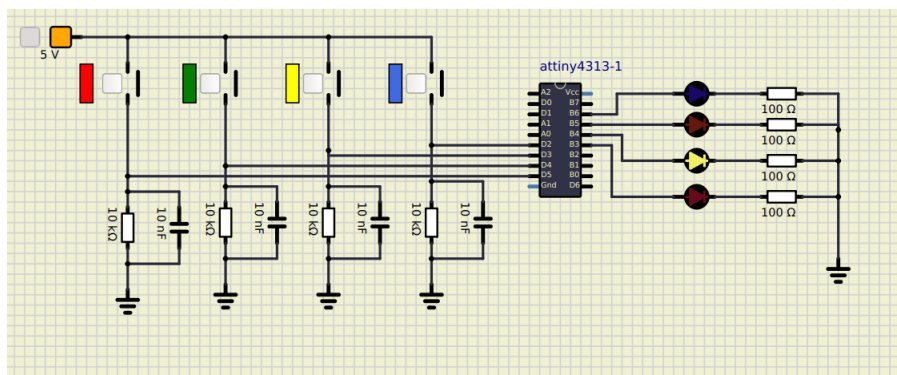 5 V
attiny4313-1
A2 Vcc
D0 B7
D1 B6
A1 B5
A0 B4
D2 B3
D3 B2
D4 B1
D5 B0
Gnd D6
100 Ω
100 Ω
100 Ω
100 Ω
10 kΩ
10 nF
10 kΩ
10 nF
10 kΩ
10 nF
10 kΩ
10 nF